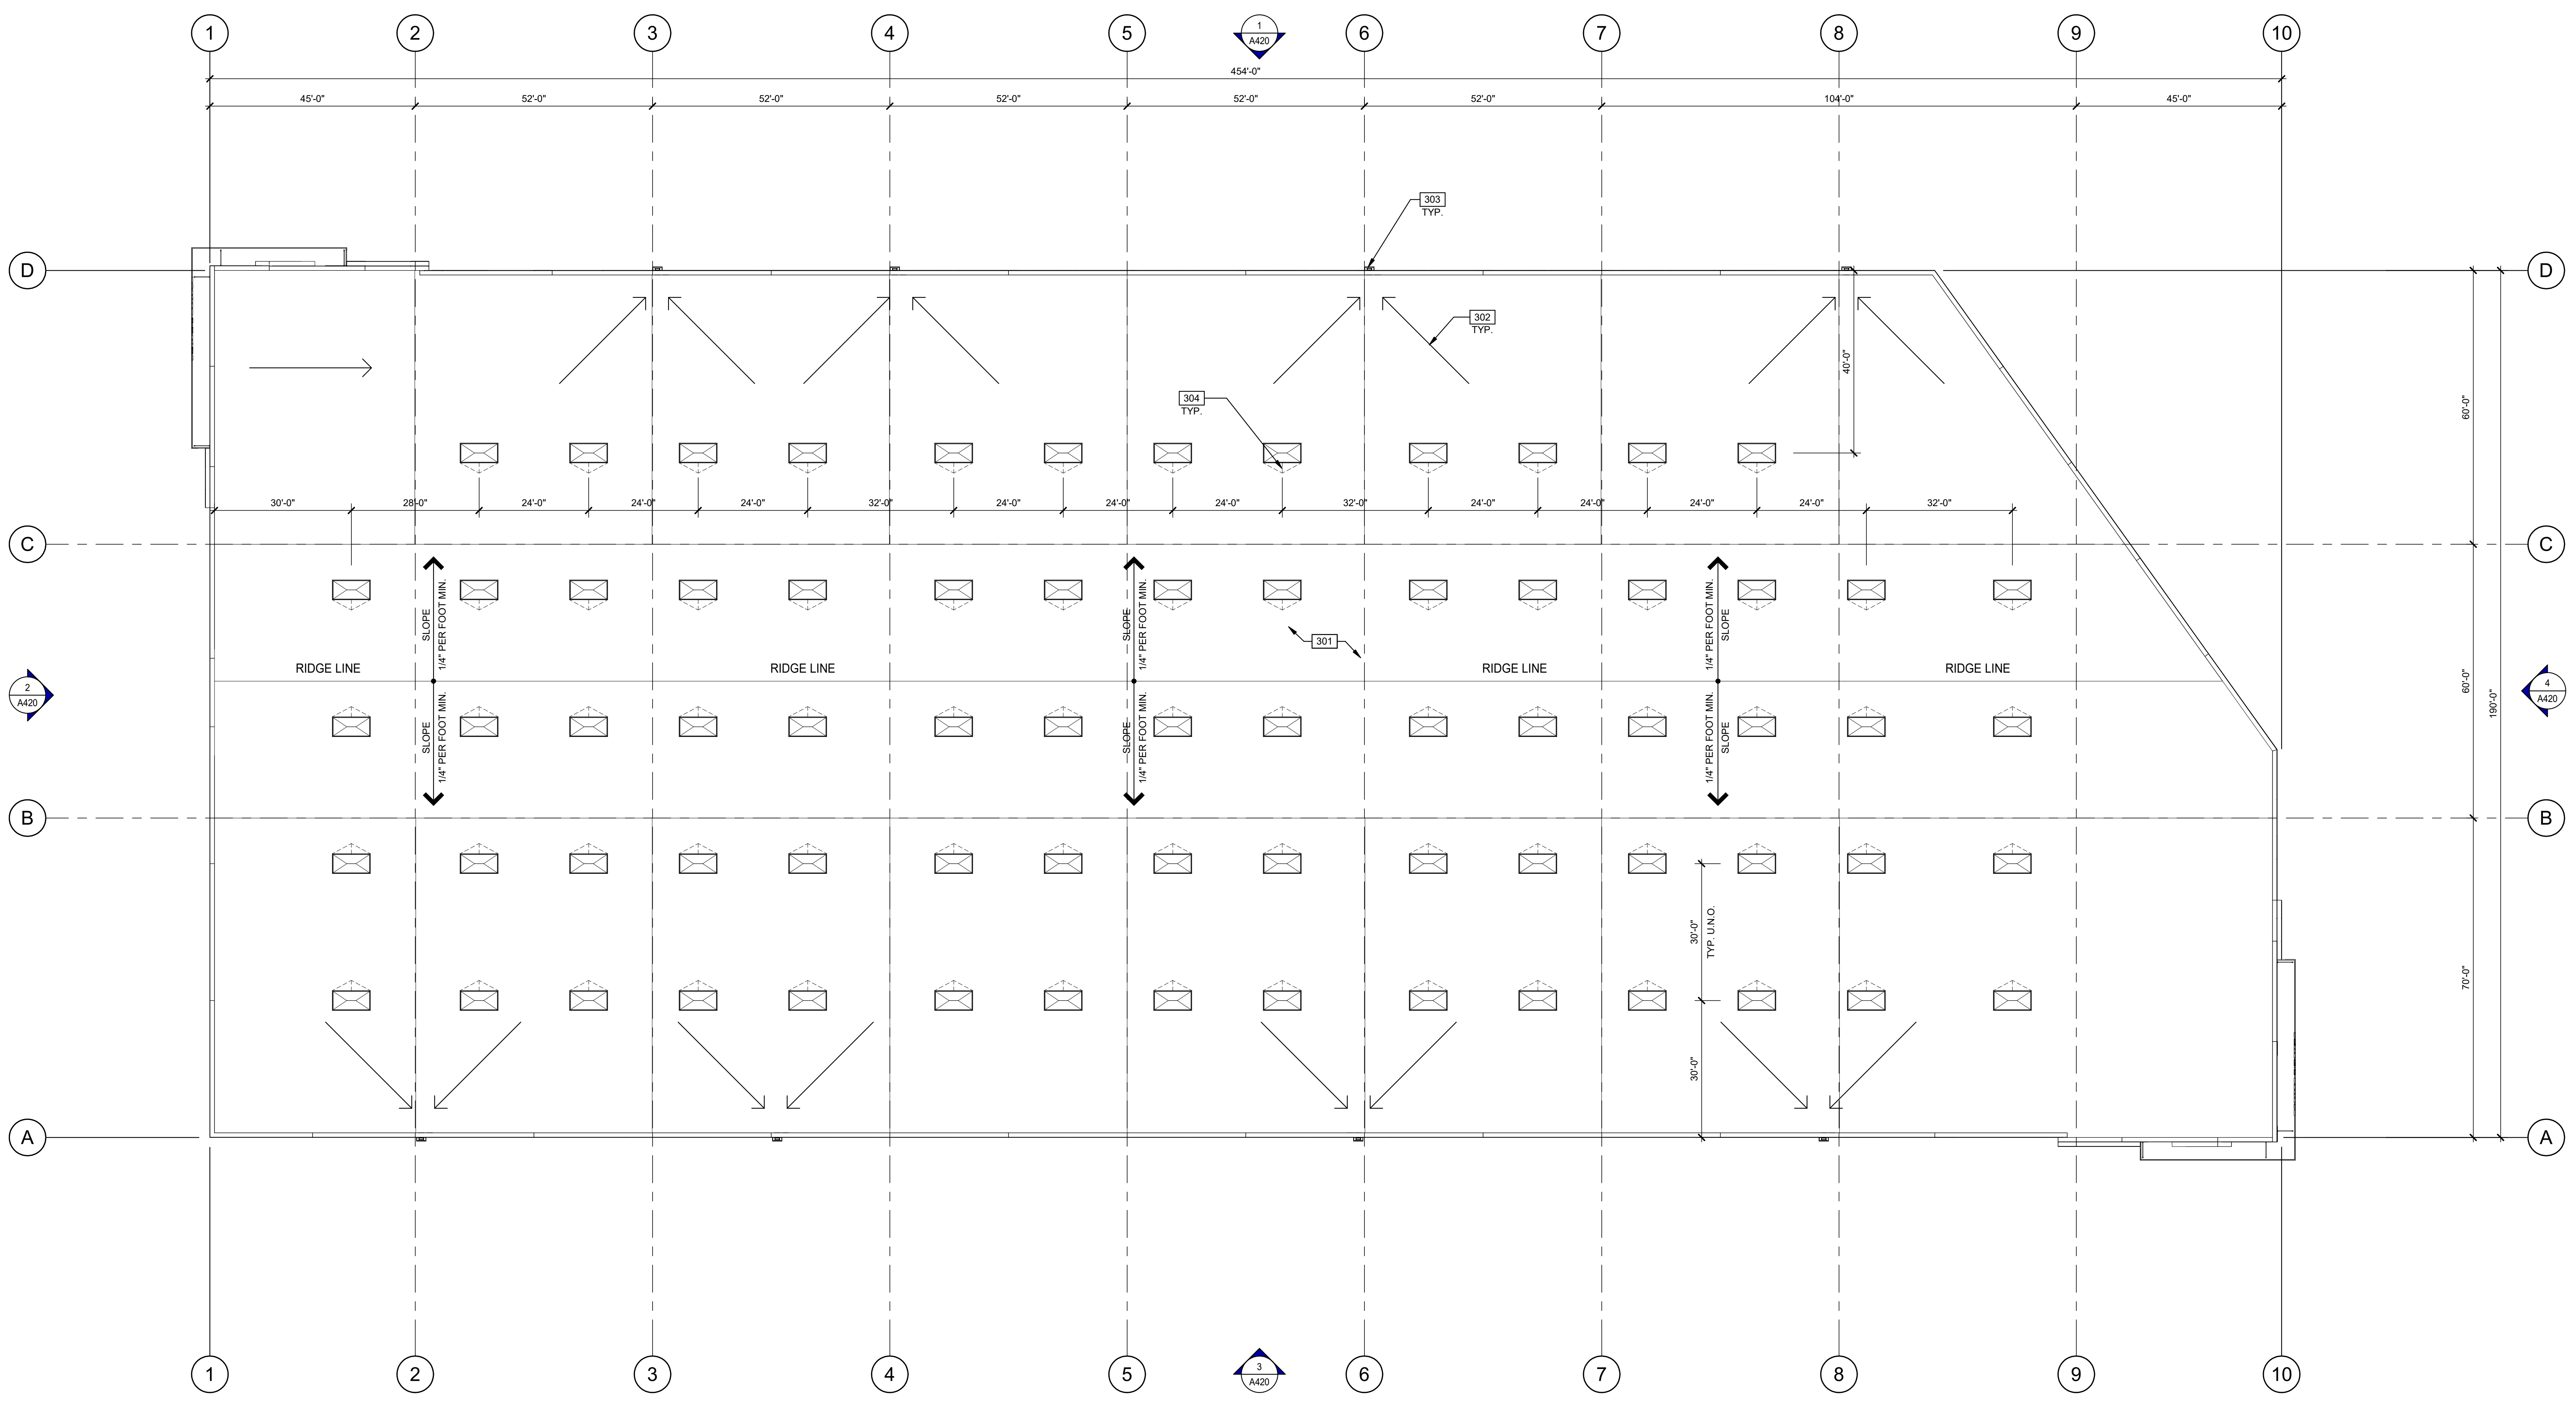 1 2 3 4 5 6 7 8 9 10
1
A420
454'-0"
45'-0" 52'-0" 52'-0" 52'-0" 52'-0" 52'-0" 104'-0" 45'-0"
303
TYP.
D D
302
TYP.
40'-0"
60'-0"
304
TYP.
30'-0" 28'-0" 24'-0" 24'-0" 24'-0" 32'-0" 24'-0" 24'-0" 24'-0" 32'-0" 24'-0" 24'-0" 24'-0" 24'-0" 32'-0"
C C
SLOPE
1/4" PER FOOT MIN.
SLOPE
1/4" PER FOOT MIN.
1/4" PER FOOT MIN.
SLOPE
301
RIDGE LINE RIDGE LINE RIDGE LINE RIDGE LINE
2
A420
60'-0"
190'-0"
4
A420
SLOPE
1/4" PER FOOT MIN.
SLOPE
1/4" PER FOOT MIN.
1/4" PER FOOT MIN.
SLOPE
B B
30'-0"
TYP. U.N.O.
70'-0"
30'-0"
A A
3
A420
1 2 3 4 5 6 7 8 9 10